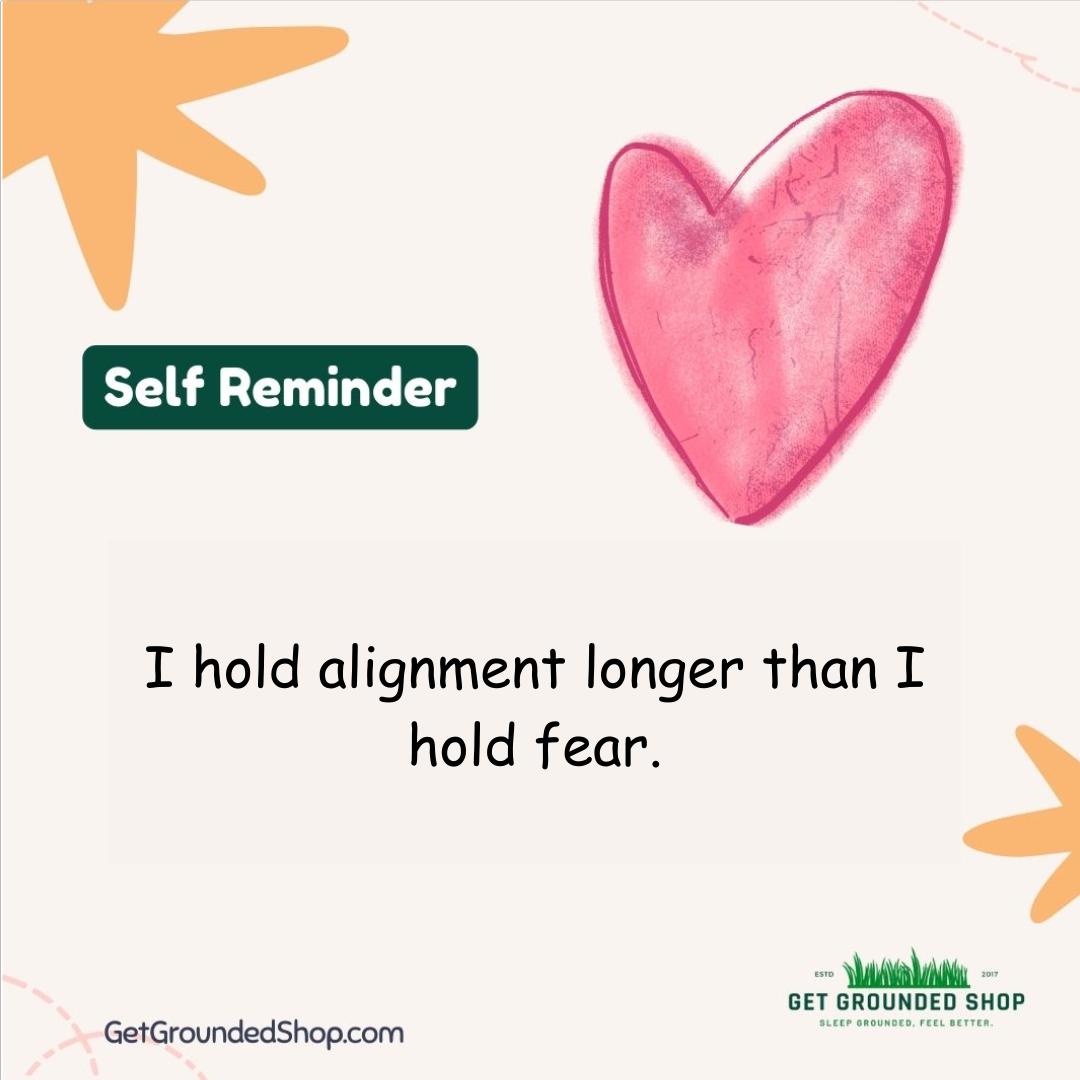 Self Reminder
I hold alignment longer than I
hold fear.
ESTD 2017
GET GROUNDED SHOP
SLEEP GROUNDED, FEEL BETTER.
GetGroundedShop.com